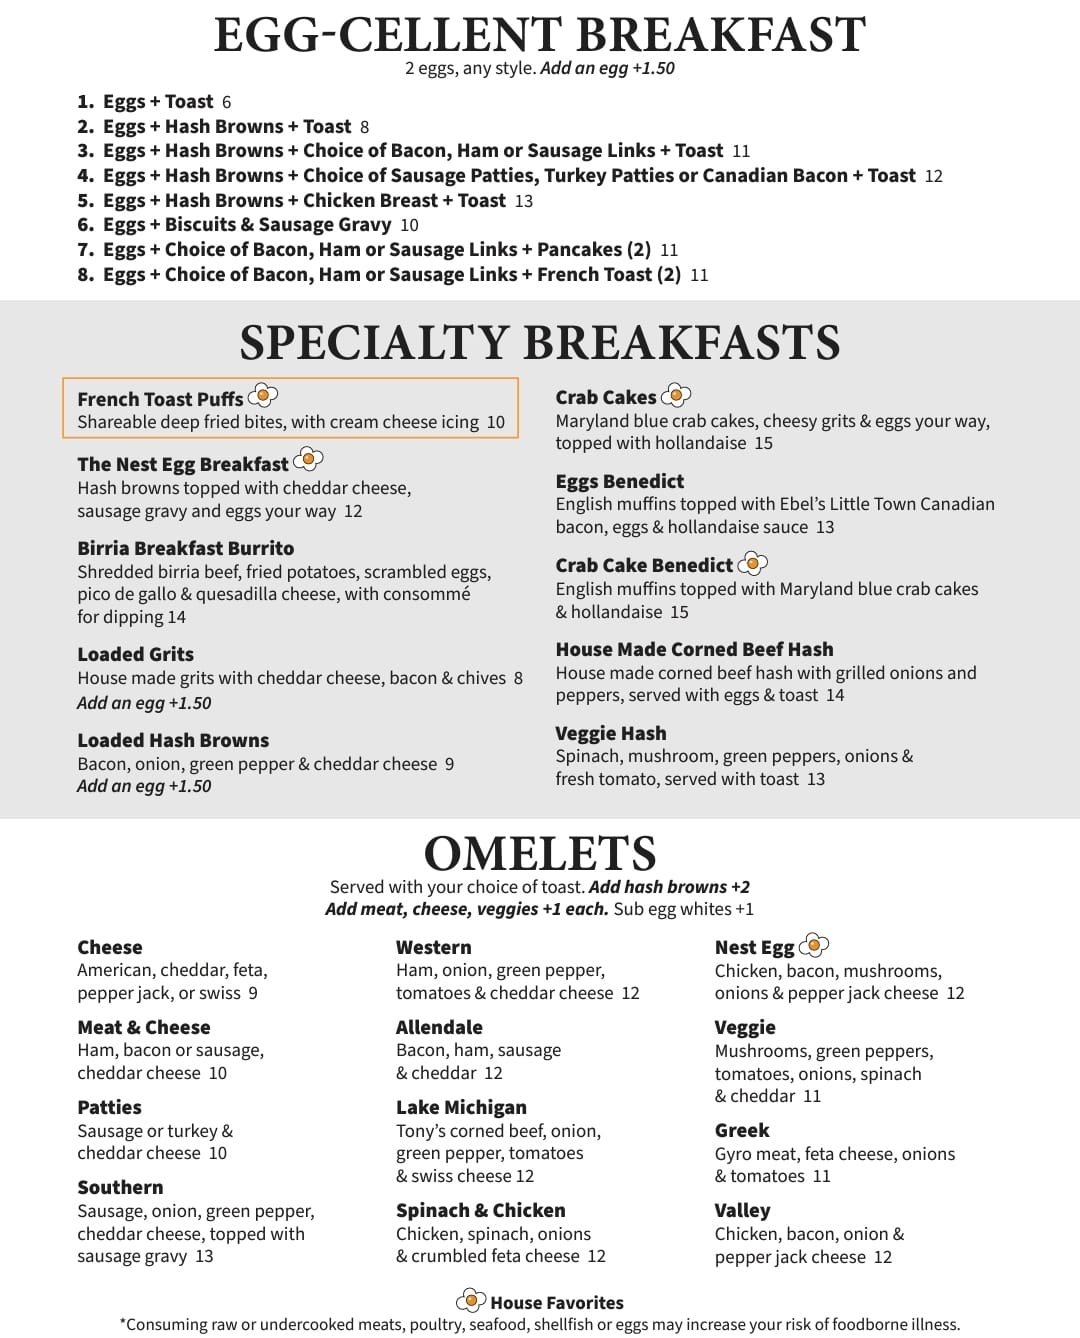 EGG-CELLENT BREAKFAST
2 eggs, any style. Add an egg +1.50
1. Eggs + Toast 6
2. Eggs + Hash Browns + Toast 8
3. Eggs + Hash Browns + Choice of Bacon, Ham or Sausage Links + Toast 11
4. Eggs + Hash Browns + Choice of Sausage Patties, Turkey Patties or Canadian Bacon + Toast 12
5. Eggs + Hash Browns + Chicken Breast + Toast 13
6. Eggs + Biscuits & Sausage Gravy 10
7. Eggs + Choice of Bacon, Ham or Sausage Links + Pancakes (2) 11
8. Eggs + Choice of Bacon, Ham or Sausage Links + French Toast (2) 11
SPECIALTY BREAKFASTS
French Toast Puffs
Shareable deep fried bites, with cream cheese icing 10
The Nest Egg Breakfast
Hash browns topped with cheddar cheese,
sausage gravy and eggs your way 12
Birria Breakfast Burrito
Shredded birria beef, fried potatoes, scrambled eggs,
pico de gallo & quesadilla cheese, with consommé
for dipping 14
Loaded Grits
House made grits with cheddar cheese, bacon & chives 8
Add an egg +1.50
Loaded Hash Browns
Bacon, onion, green pepper & cheddar cheese 9
Add an egg +1.50
Crab Cakes
Maryland blue crab cakes, cheesy grits & eggs your way,
topped with hollandaise 15
Eggs Benedict
English muffins topped with Ebel's Little Town Canadian
bacon, eggs & hollandaise sauce 13
Crab Cake Benedict
English muffins topped with Maryland blue crab cakes
& hollandaise 15
House Made Corned Beef Hash
House made corned beef hash with grilled onions and
peppers, served with eggs & toast 14
Veggie Hash
Spinach, mushroom, green peppers, onions &
fresh tomato, served with toast 13
OMELETS
Served with your choice of toast. Add hash browns +2
Add meat, cheese, veggies +1 each. Sub egg whites +1
Cheese
American, cheddar, feta,
pepper jack, or swiss 9
Meat & Cheese
Ham, bacon or sausage,
cheddar cheese 10
Patties
Sausage or turkey &
cheddar cheese 10
Southern
Sausage, onion, green pepper,
cheddar cheese, topped with
sausage gravy 13
Western
Ham, onion, green pepper,
tomatoes & cheddar cheese 12
Allendale
Bacon, ham, sausage
& cheddar 12
Lake Michigan
Tony's corned beef, onion,
green pepper, tomatoes
& swiss cheese 12
Spinach & Chicken
Chicken, spinach, onions
& crumbled feta cheese 12
Nest Egg
Chicken, bacon, mushrooms,
onions & pepper jack cheese 12
Veggie
Mushrooms, green peppers,
tomatoes, onions, spinach
& cheddar 11
Greek
Gyro meat, feta cheese, onions
& tomatoes 11
Valley
Chicken, bacon, onion &
pepper jack cheese 12
House Favorites
*Consuming raw or undercooked meats, poultry, seafood, shellfish or eggs may increase your risk of foodborne illness.